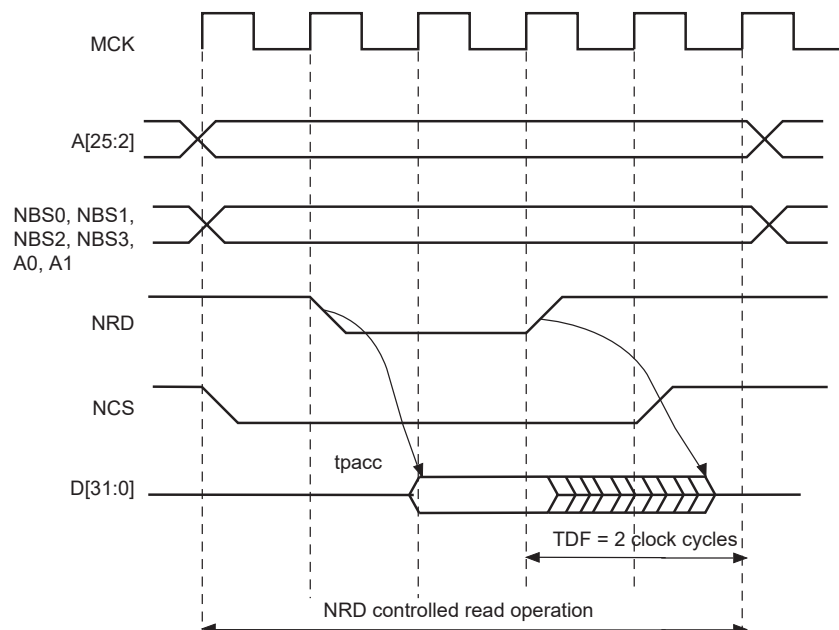 MCK
A[25:2]
NBS0, NBS1,
NBS2, NBS3,
A0, A1
NRD
NCS
tpacc
D[31:0]
TDF = 2 clock cycles
NRD controlled read operation